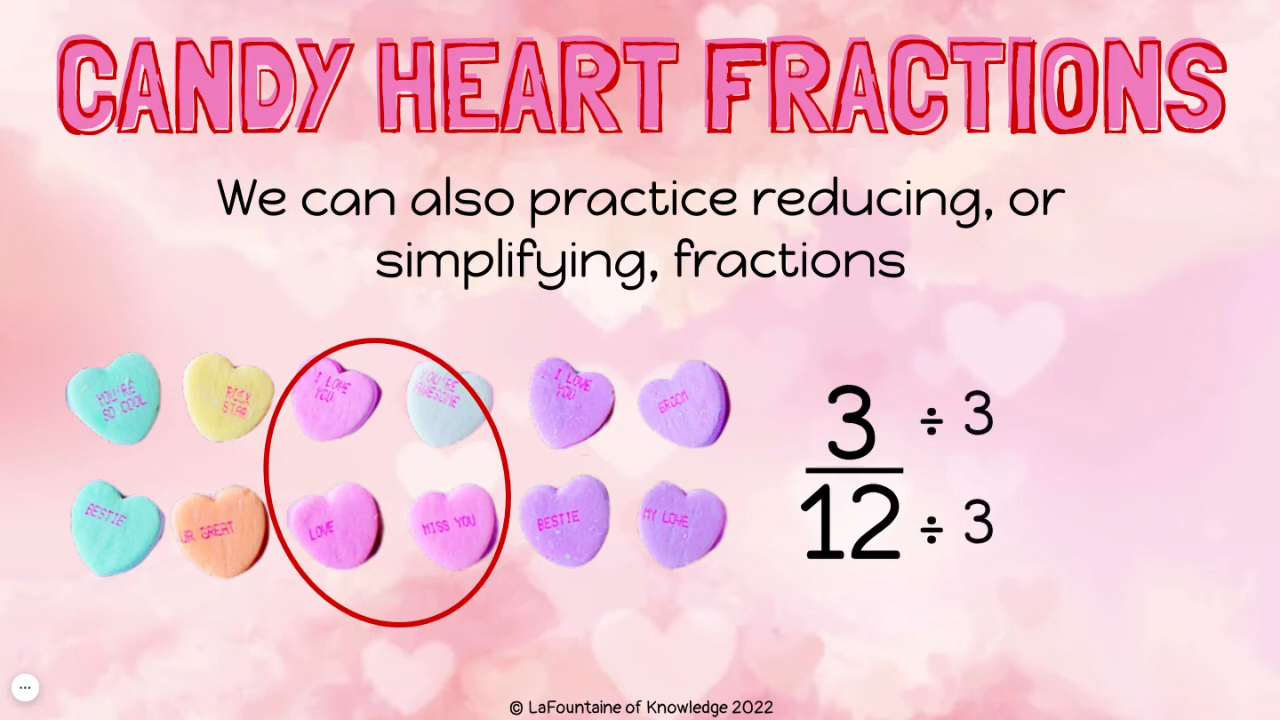 CANDY HEART FRACTIONS
We can also practice reducing, or
simplifying, fractions
YOU'RE
SO COOL
ROCK
STAR
I LOVE
YOU
YOU'RE
AWESOME
I LOVE
YOU
GROOM
BESTIE
UR GREAT
LOVE
MISS YOU
BESTIE
MY LOVE
3 ÷ 3
12 ÷ 3
© LaFountaine of Knowledge 2022